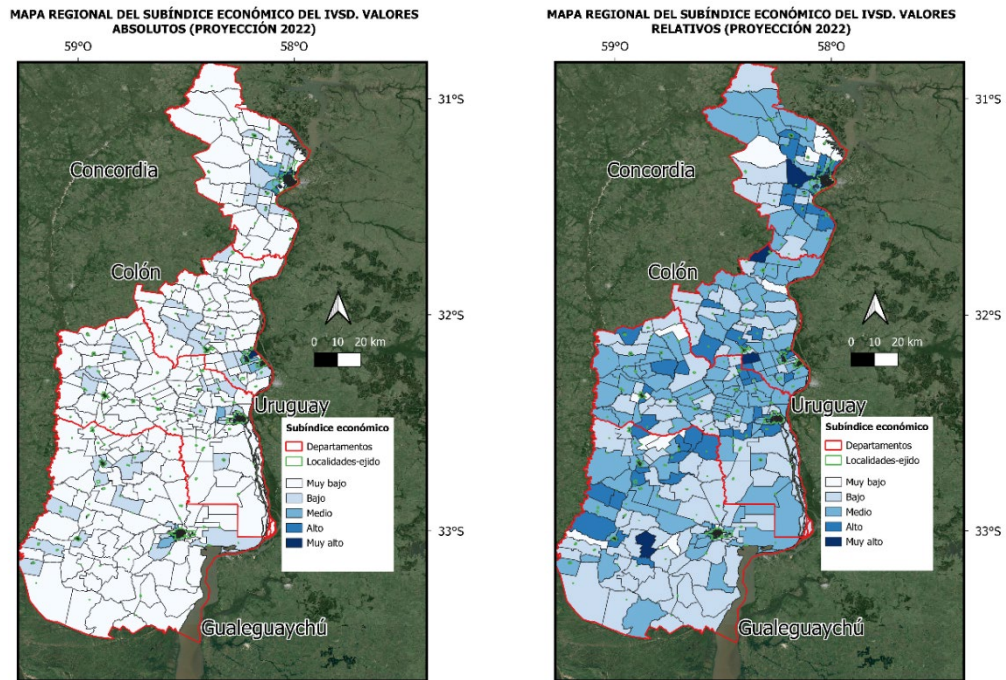 MAPA REGIONAL DEL SUBÍNDICE ECONÓMICO DEL IVSD. VALORES
ABSOLUTOS (PROYECCIÓN 2022)
59°O
58°O
31°S
Concordia
Colón
32°S
0 10 20 km
Uruguay
Subíndice económico
Departamentos
Localidades-ejido
Muy bajo
Bajo
Medio
Alto
Muy alto
33°S
Gualeguaychú
MAPA REGIONAL DEL SUBÍNDICE ECONÓMICO DEL IVSD. VALORES
RELATIVOS (PROYECCIÓN 2022)
59°O
58°O
31°S
Concordia
Colón
32°S
0 10 20 km
Uruguay
Subíndice económico
Departamentos
Localidades-ejido
Muy bajo
Bajo
Medio
Alto
Muy alto
33°S
Gualeguaychú